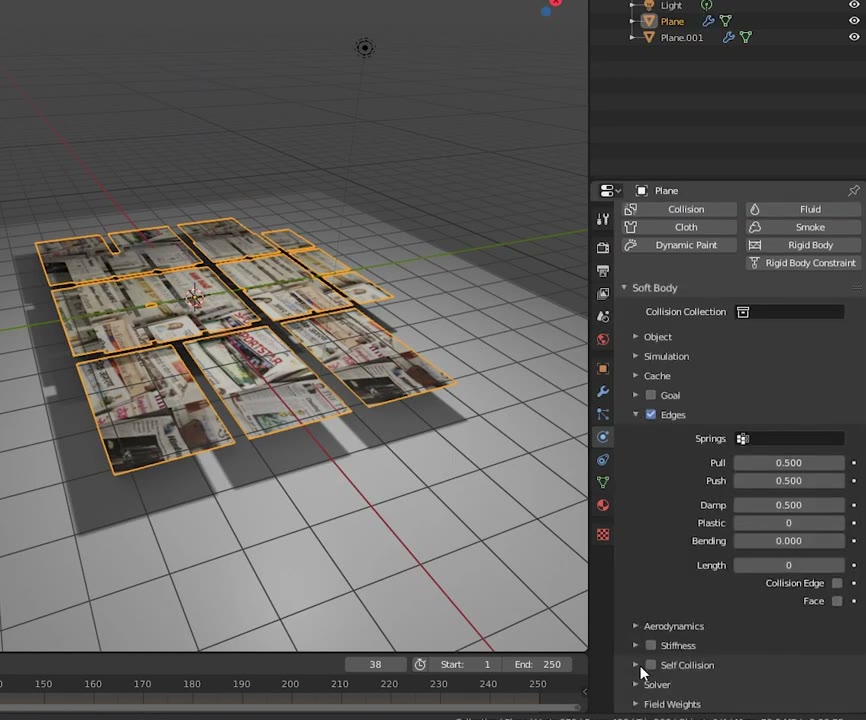 Light
Plane
Plane.001
Plane
Collision
Fluid
Cloth
Smoke
Dynamic Paint
Rigid Body
Rigid Body Constraint
Soft Body
Collision Collection
Object
Simulation
Cache
Goal
Edges
Springs
Pull 0.500
Push 0.500
Damp 0.500
Plastic 0
Bending 0.000
Length 0
Collision Edge
Face
Aerodynamics
Stiffness
Self Collision
Solver
Field Weights
38 Start: 1 End: 250
150 160 170 180 190 200 210 220 230 240 250